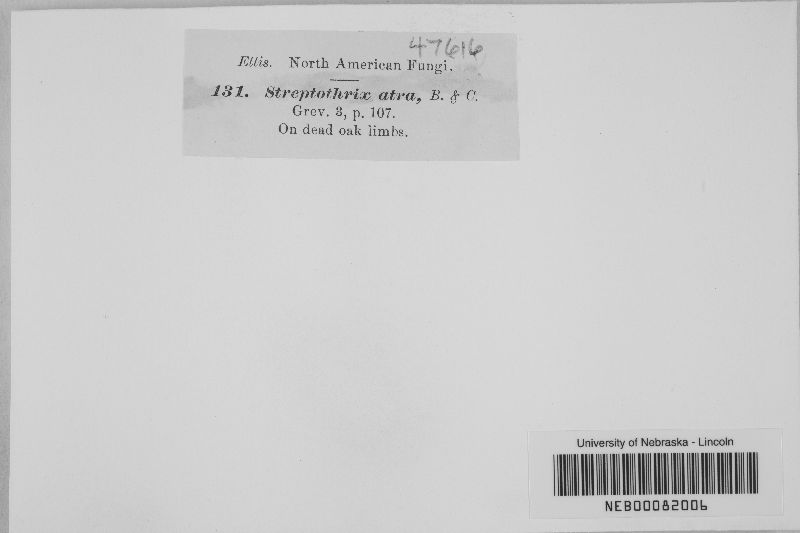 47616
Ellis. North American Fungi.
131. Streptothrix atra, B. & C.
Grev. 3, p. 107.
On dead oak limbs.
University of Nebraska - Lincoln
NEB00082006